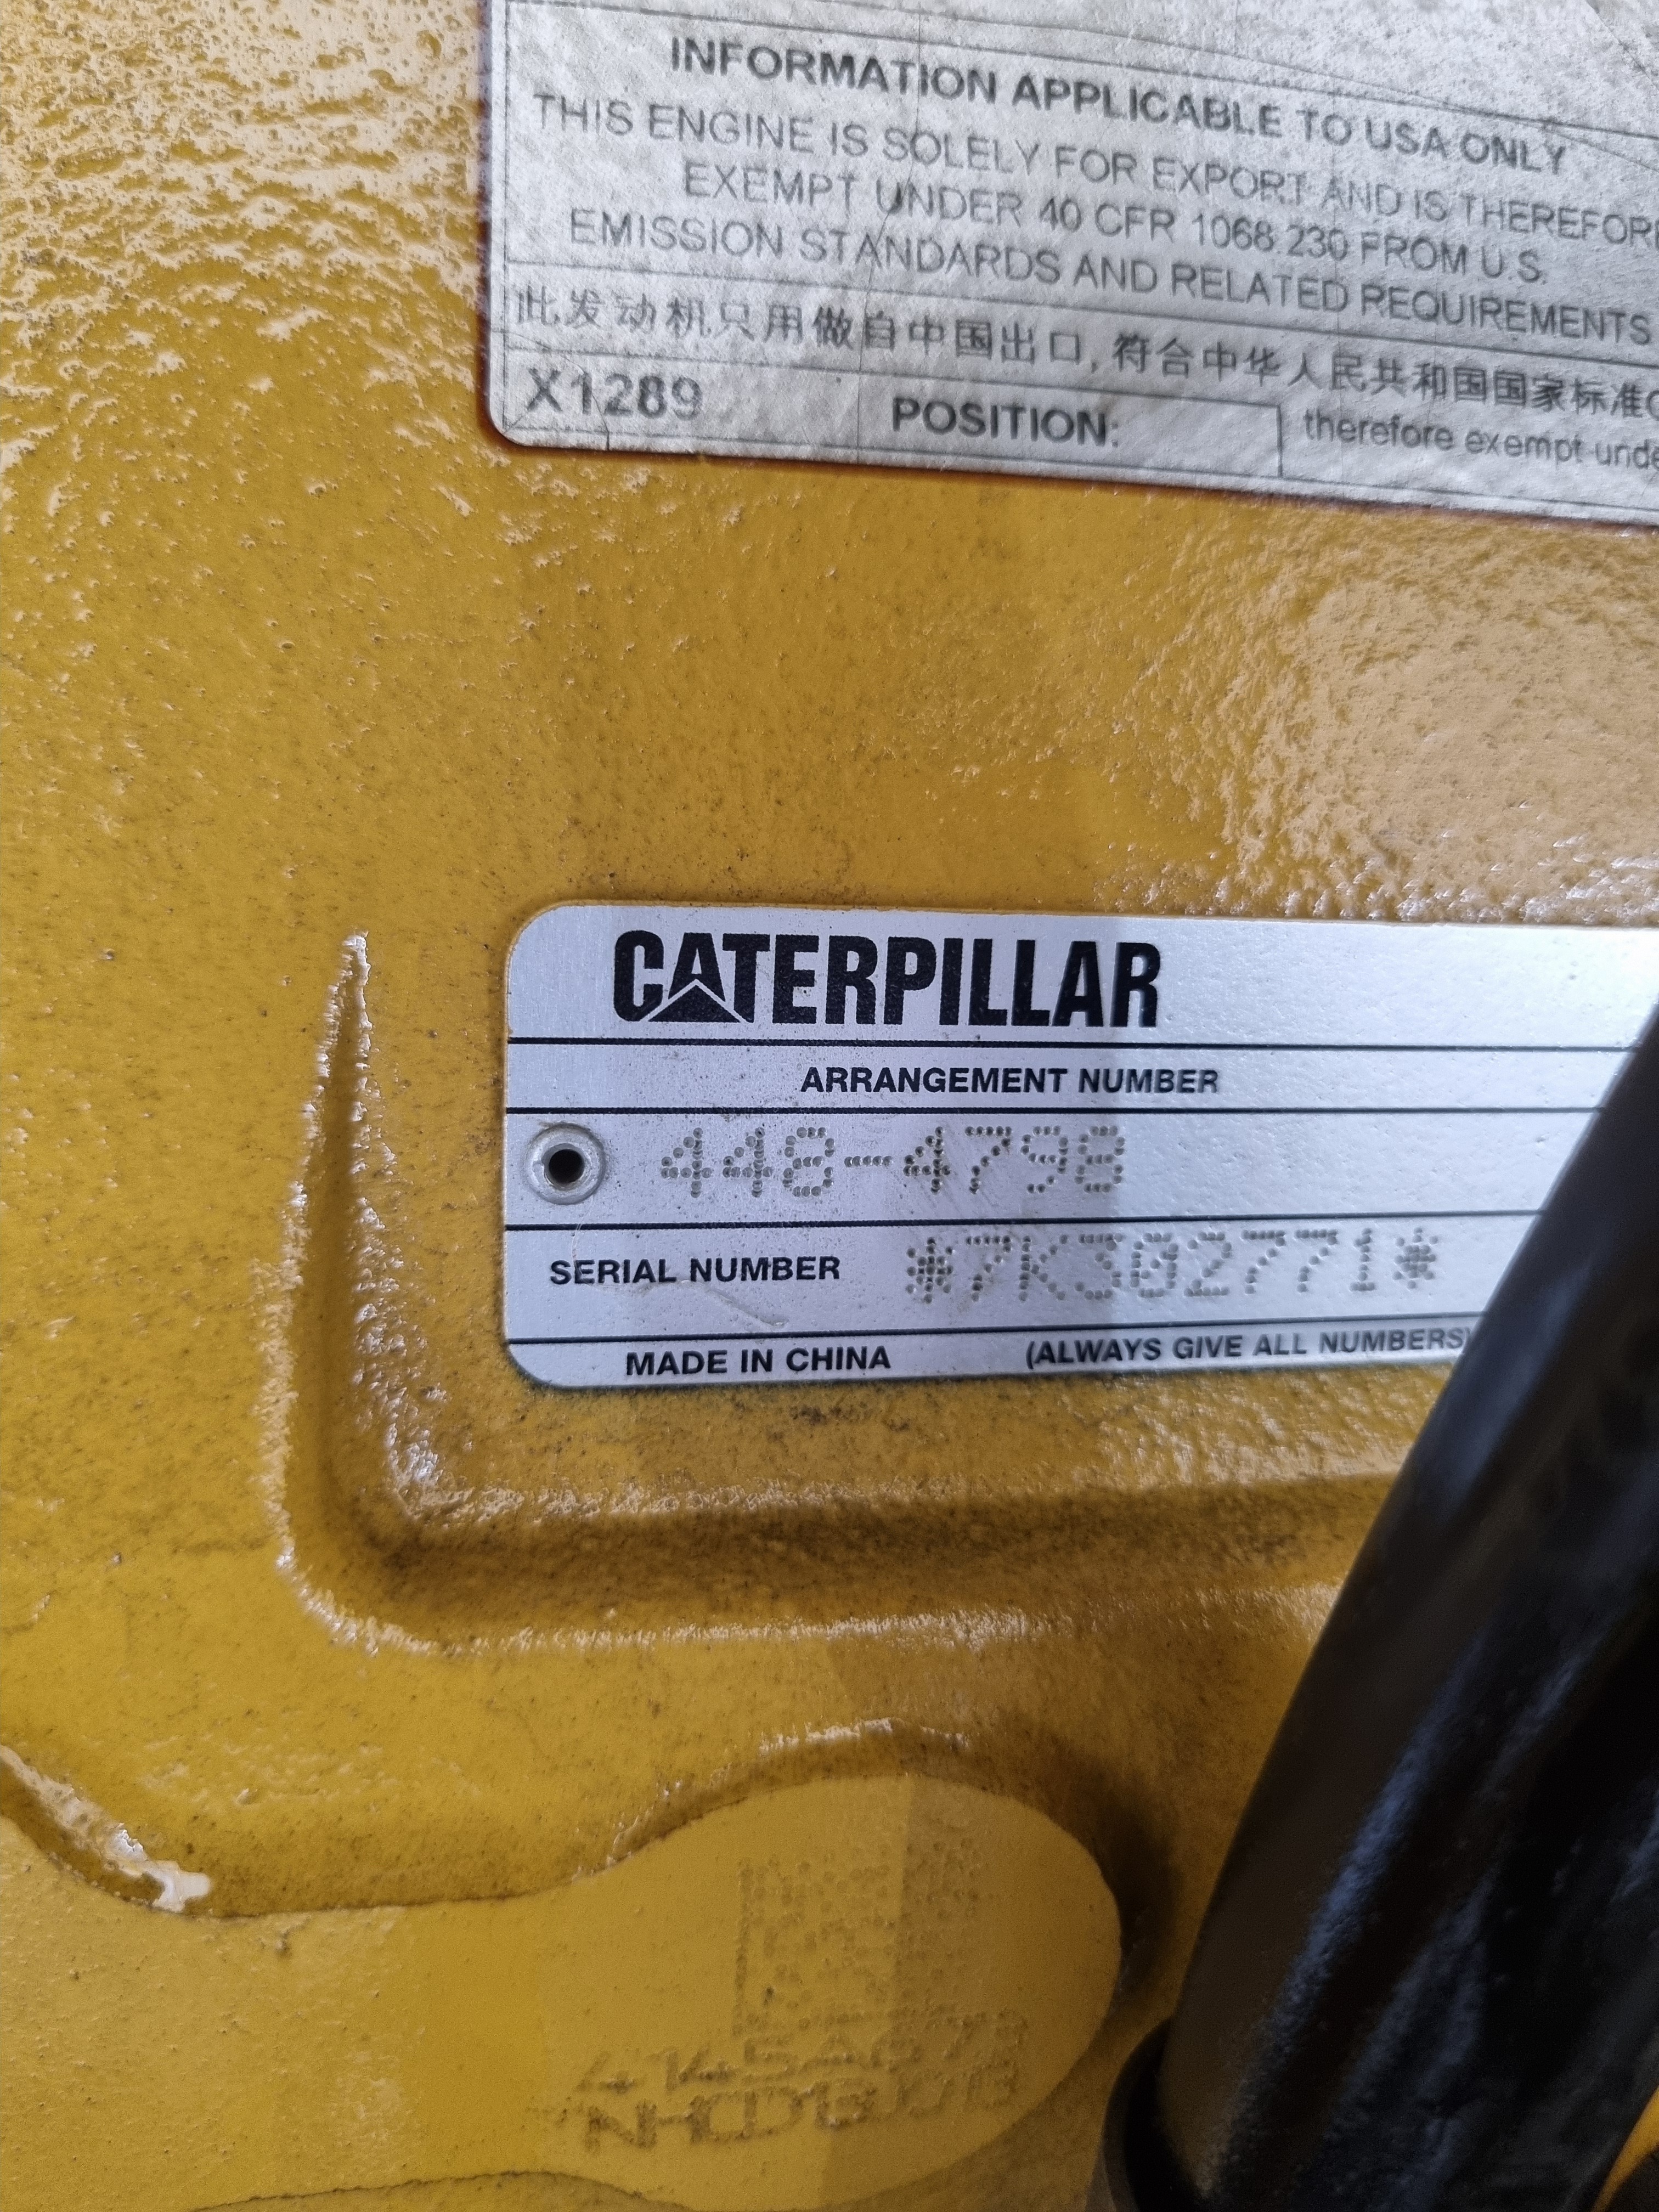 INFORMATION APPLICABLE TO USA ONLY
THIS ENGINE IS SOLELY FOR EXPORT AND IS THEREFORE
EXEMPT UNDER 40 CFR 1068.230 FROM U.S.
EMISSION STANDARDS AND RELATED REQUIREMENTS
此发动机只用做自中国出口,符合中华人民共和国国家标准
X1289
POSITION:
therefore exempt unde
CATERPILLAR
ARRANGEMENT NUMBER
448-4798
SERIAL NUMBER *7K302771*
MADE IN CHINA (ALWAYS GIVE ALL NUMBERS)